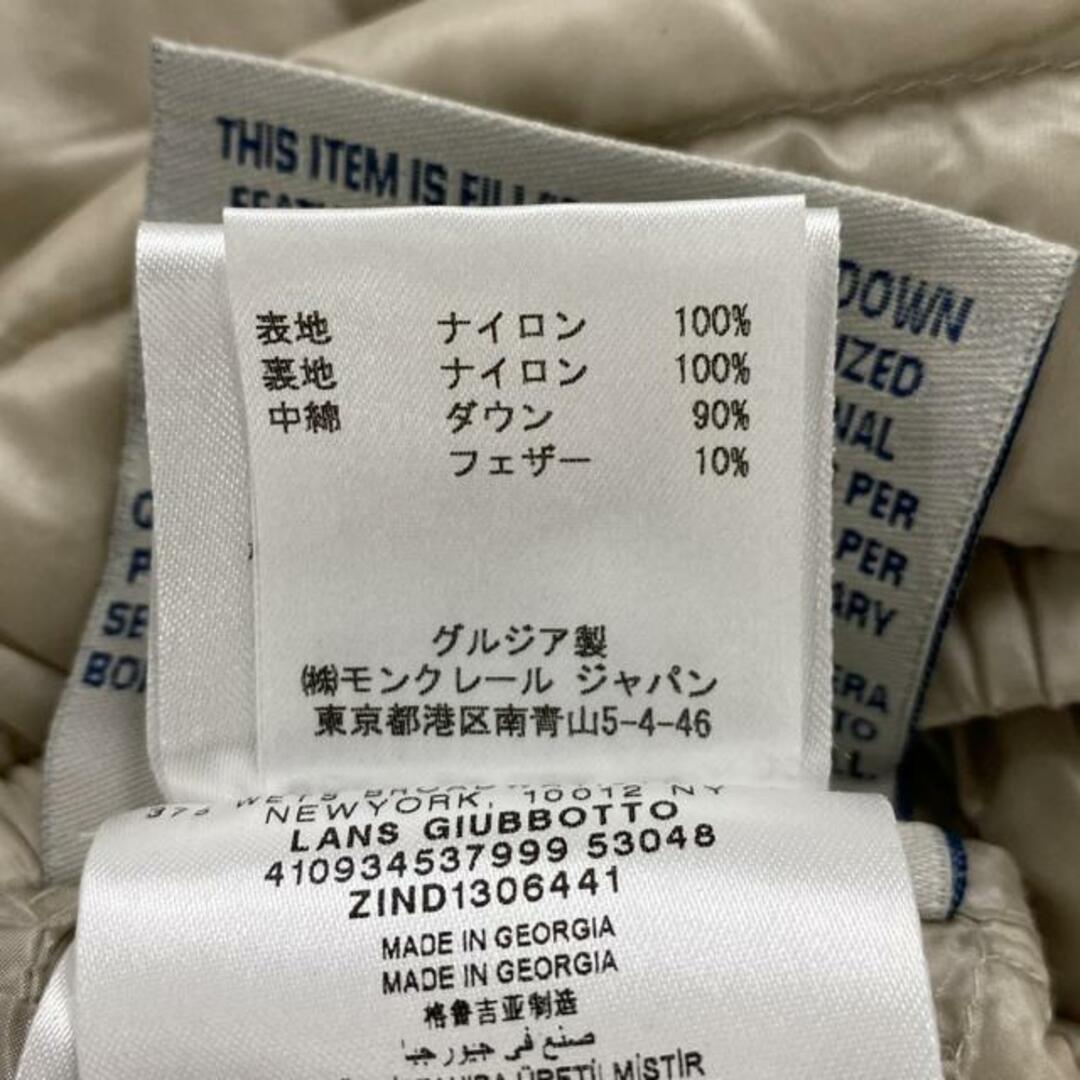 THIS ITEM IS
DOWN
PER
PER
表地 ナイロン 100%
裏地 ナイロン 100%
中綿 ダウン 90%
フェザー 10%
グルジア製
㈱モンクレール ジャパン
東京都港区南青山5-4-46
NEWYORK, 10012 NY
LANS GIUBBOTTO
410934537999 53048
ZIND1306441
MADE IN GEORGIA
MADE IN GEORGIA
格鲁吉亚制造
صنع في جورجيا
ÜRETİLMİŞTİR